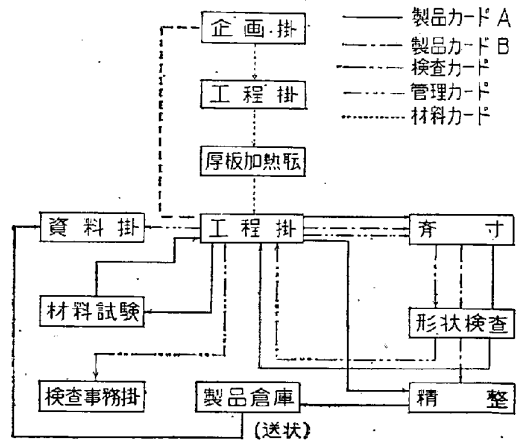 企画掛
製品カードA
製品カードB
検査カード
管理カード
材料カード
工程掛
厚板加熱転
資料掛
工程掛
斉寸
材料試験
形状検査
検査事務掛
製品倉庫
精整
(送状)